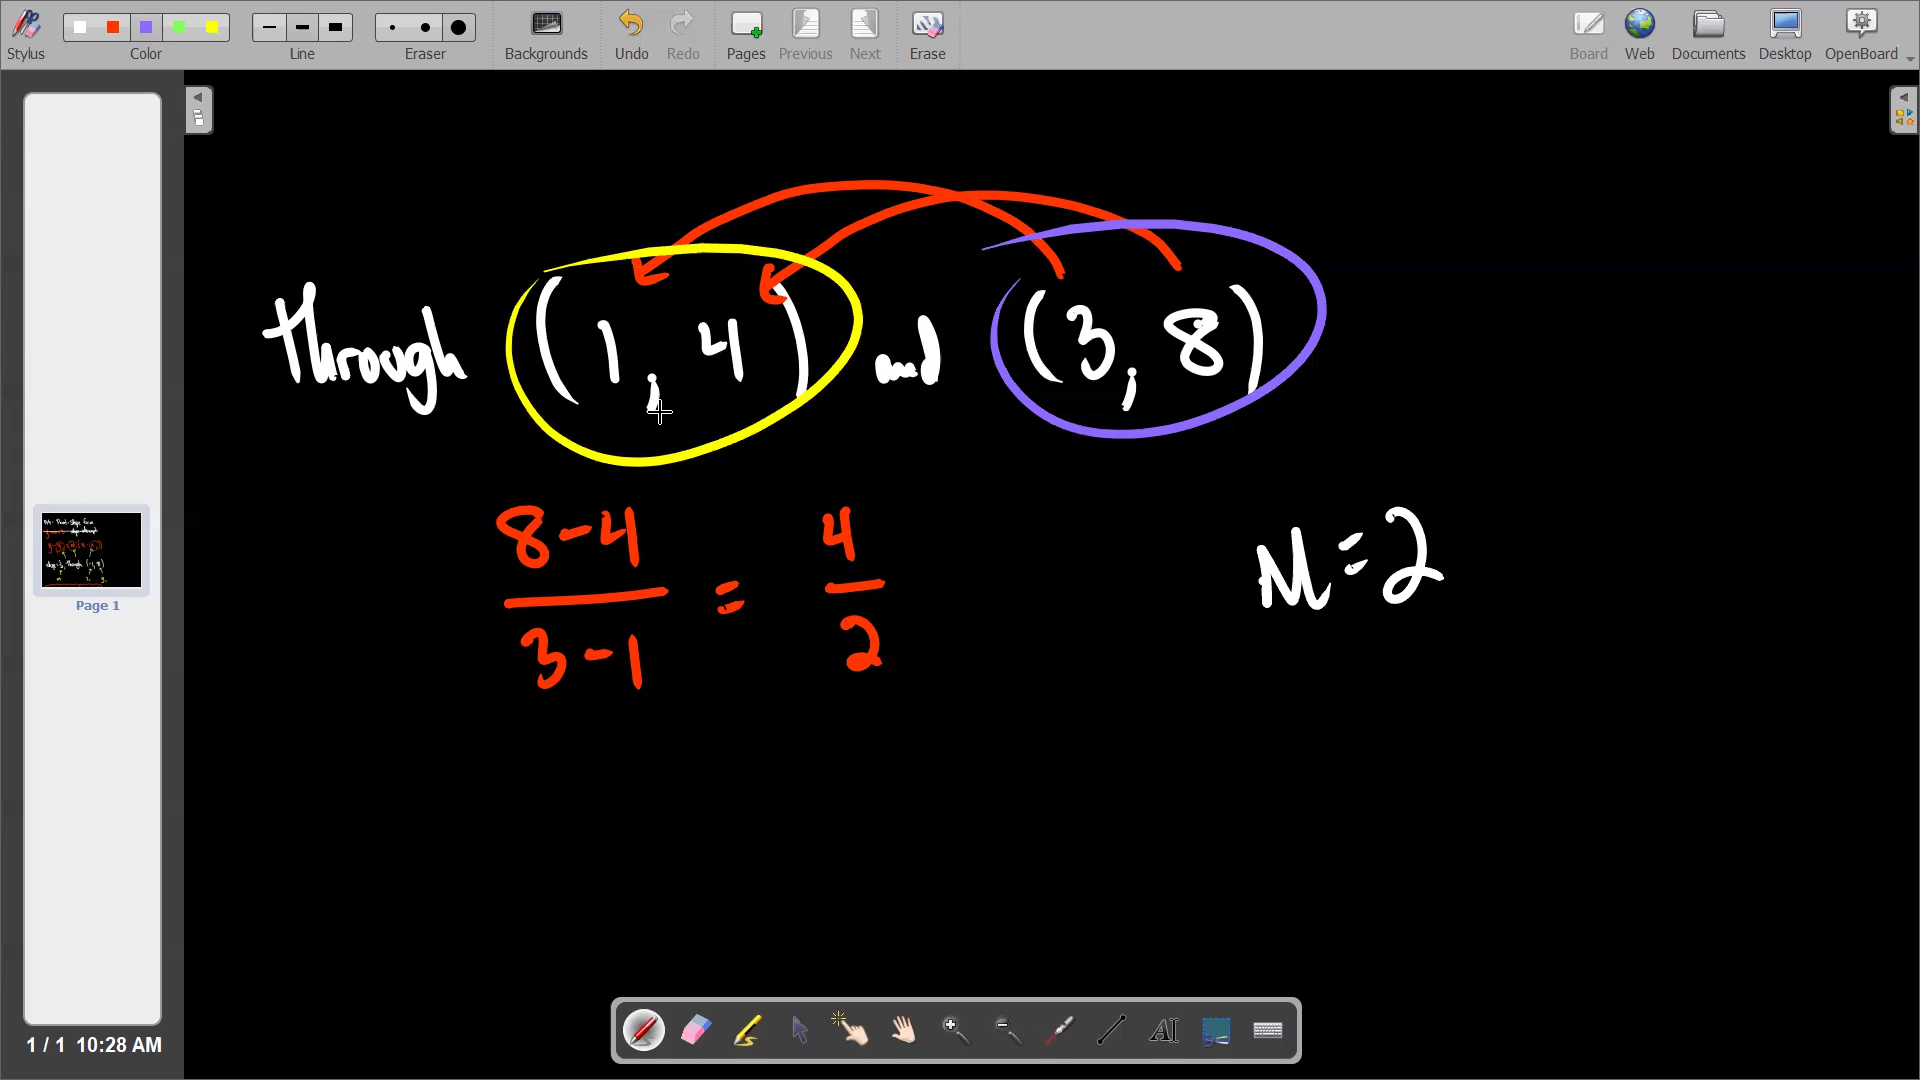 Stylus Color Line Eraser Backgrounds Undo Redo Pages Previous Next Erase Board Web Documents Desktop OpenBoard
Through (1, 4) and (3, 8)
8-4 / 3-1 = 4 / 2
M=2
Page 1
1 / 1 10:28 AM
AI